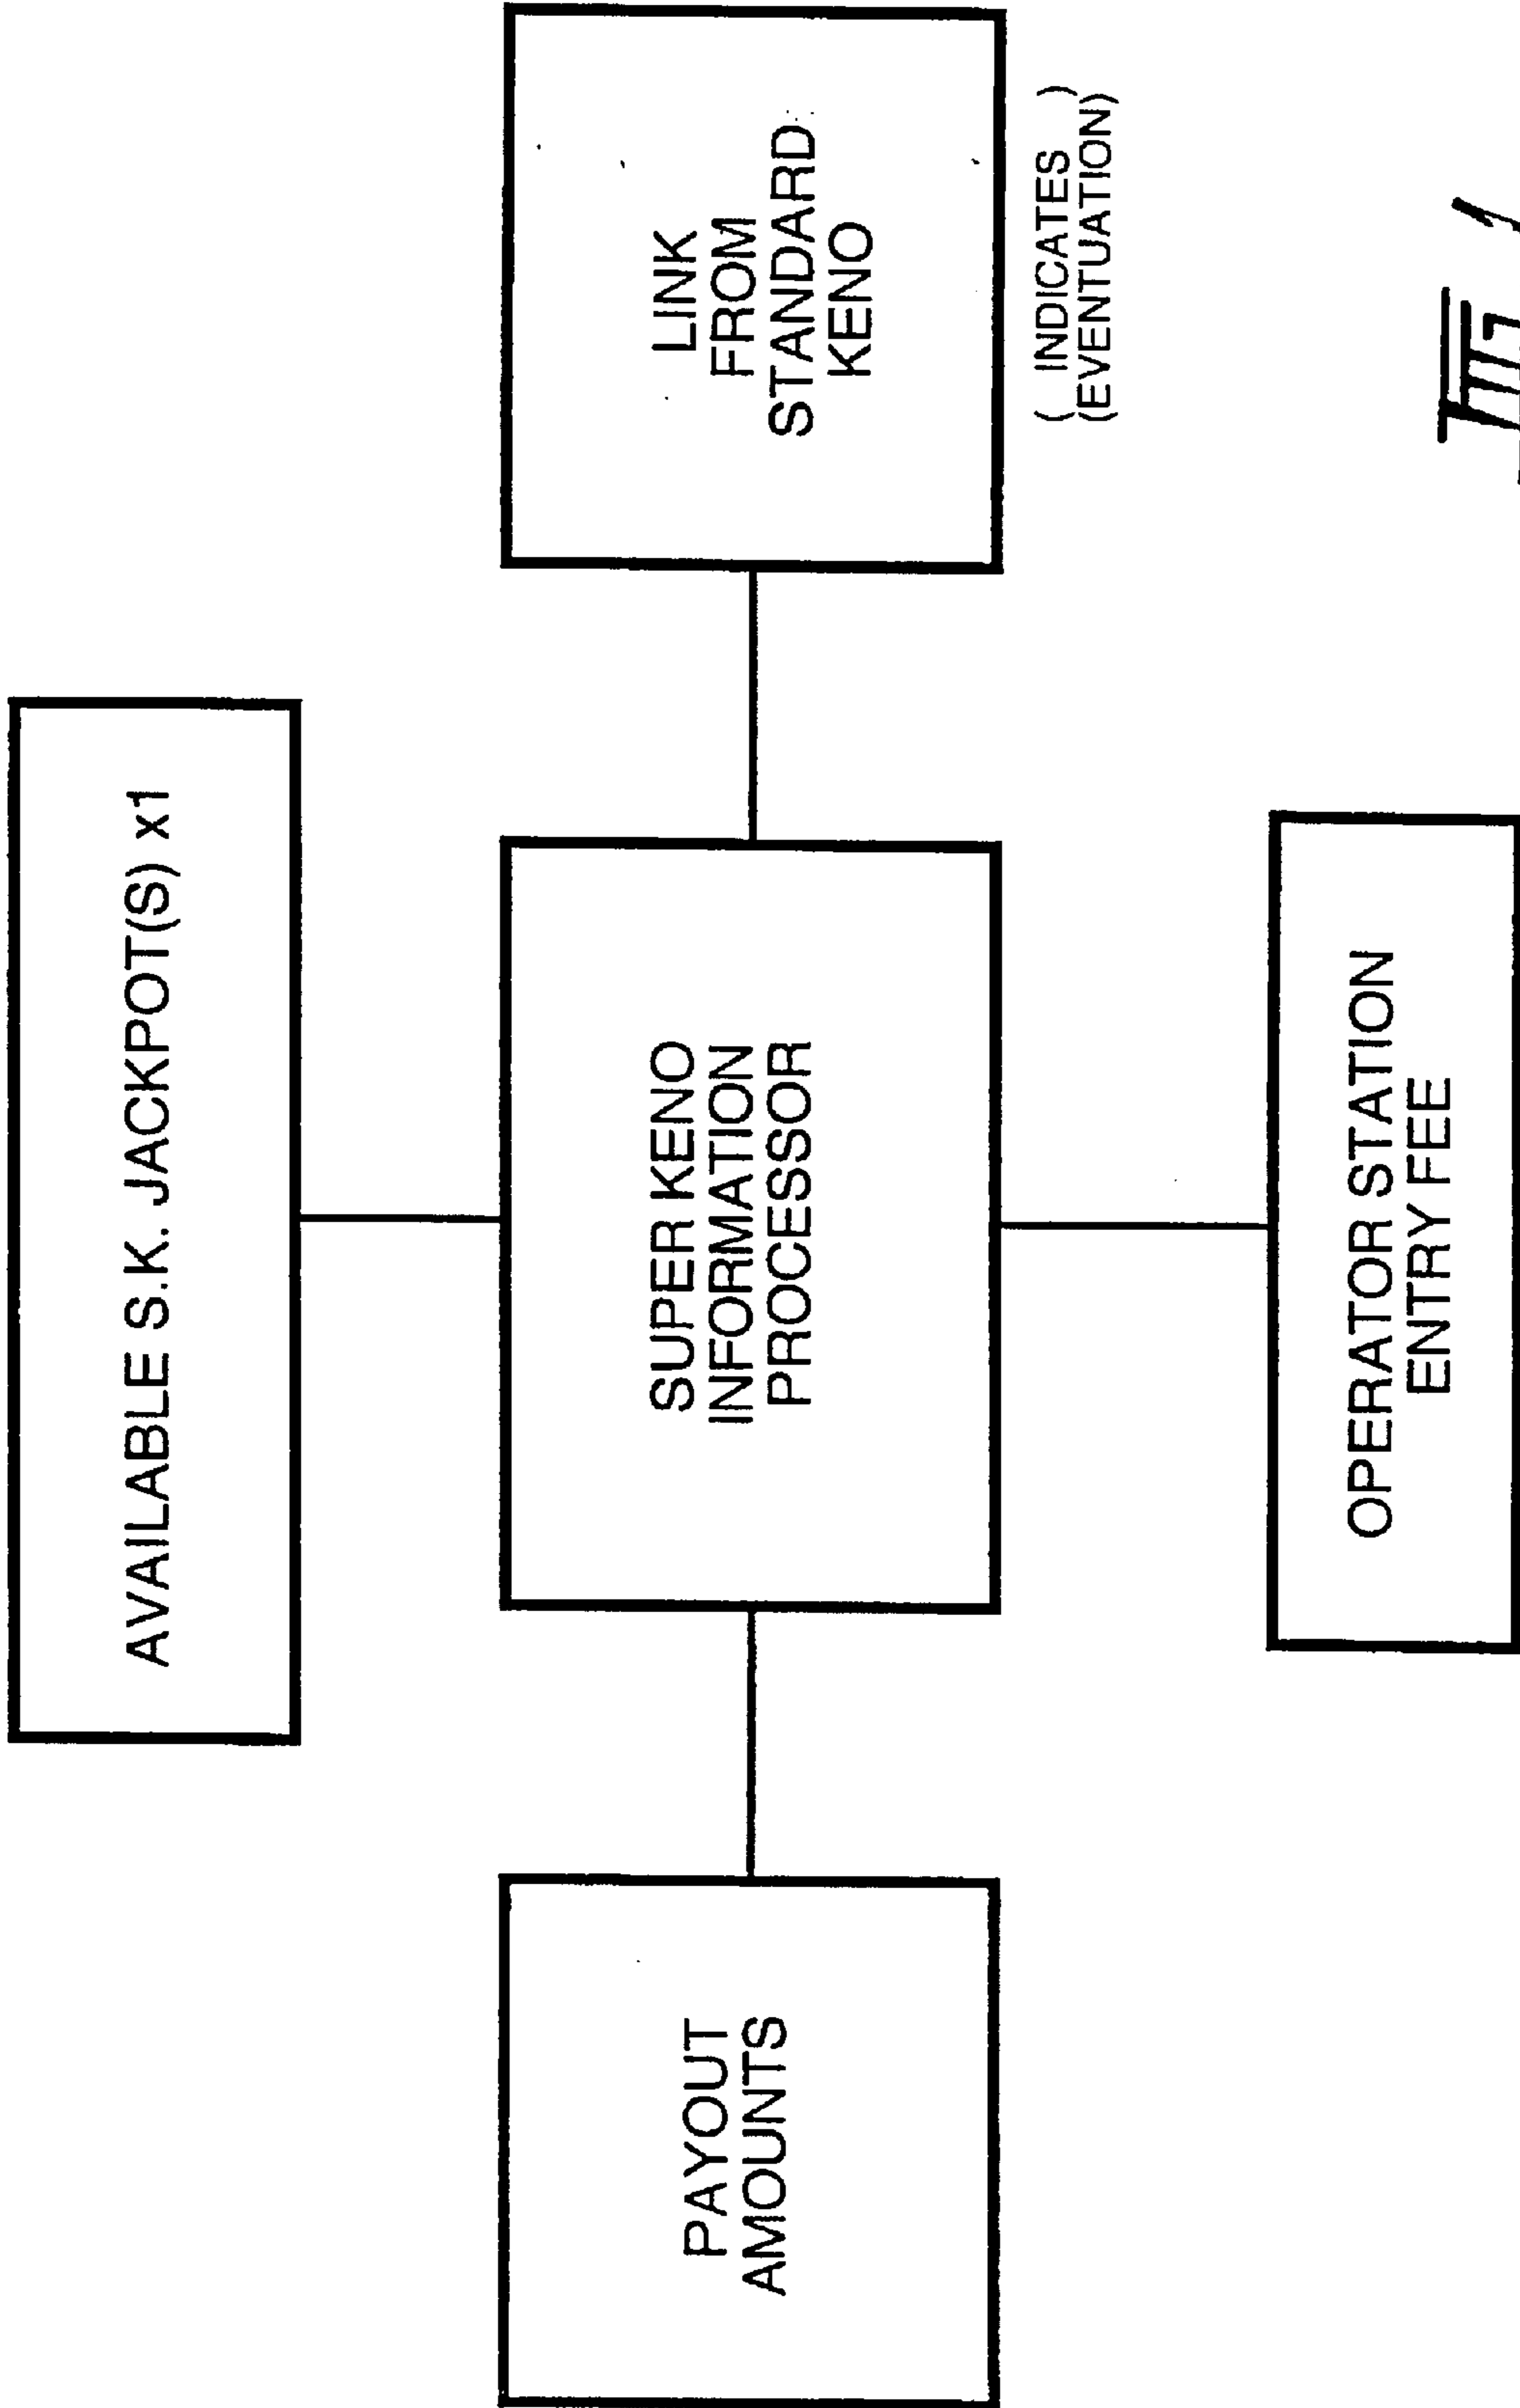 AVAILABLE S.K. JACKPOT(S) x1
PAYOUT
AMOUNTS
SUPER KENO
INFORMATION
PROCESSOR
LINK
FROM
STANDARD
KENO
( INDICATES )
(EVENTUATION)
OPERATOR STATION
ENTRY FEE